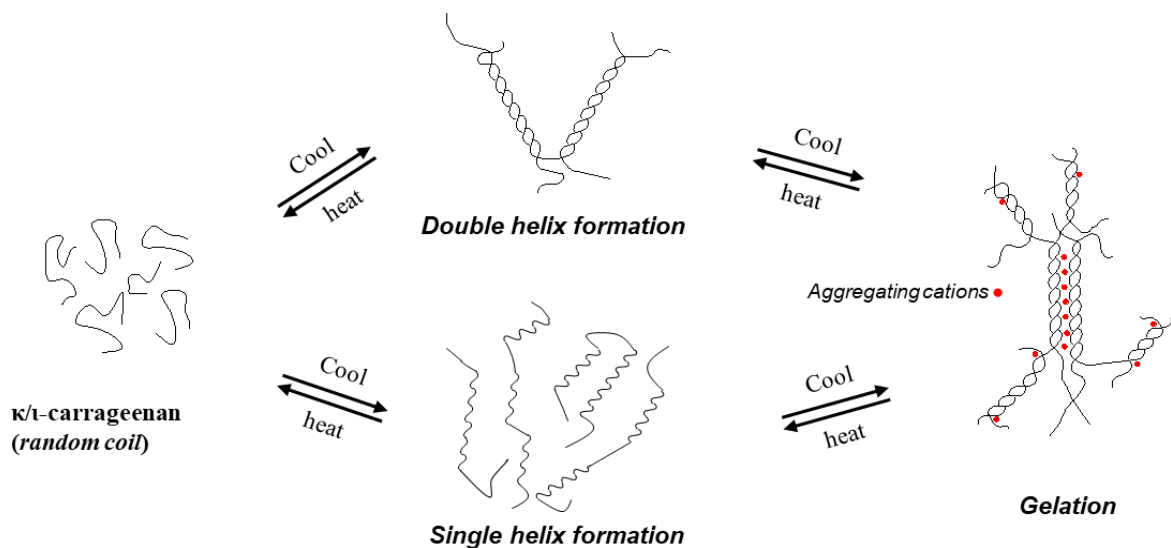 Cool
heat
Double helix formation
Cool
heat
κ/ι-carrageenan
(random coil)
Aggregating cations
Cool
heat
Single helix formation
Cool
heat
Gelation